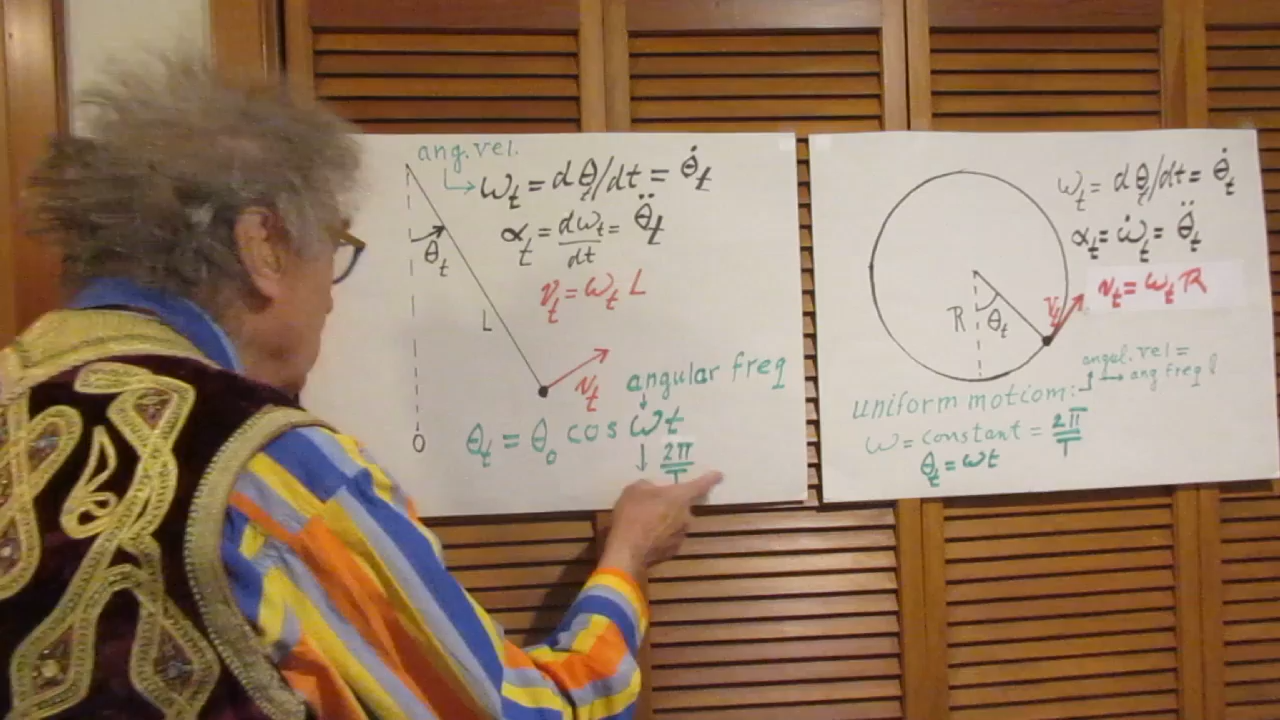 ang. vel.
ω_t = dθ_t/dt = θ̇_t
α_t = dω_t/dt = θ̈_t
θ_t
v_t = ω_t L
L
v_t
angular freq
0
θ_t = θ_0 cos ωt
2π/T
ω_t = dθ_t/dt = θ̇_t
α_t = ω̇_t = θ̈_t
v_t = ω_t R
v_t
R
θ_t
angul. vel =
ang freq!
uniform motion:
ω = constant = 2π/T
θ_t = ωt